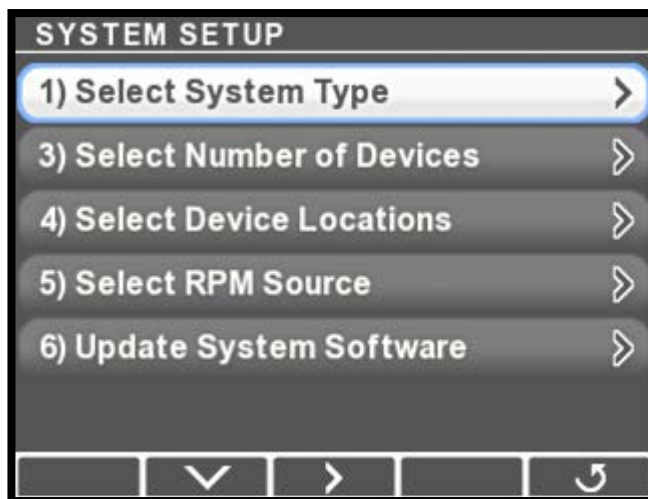 SYSTEM SETUP
1) Select System Type
3) Select Number of Devices
4) Select Device Locations
5) Select RPM Source
6) Update System Software